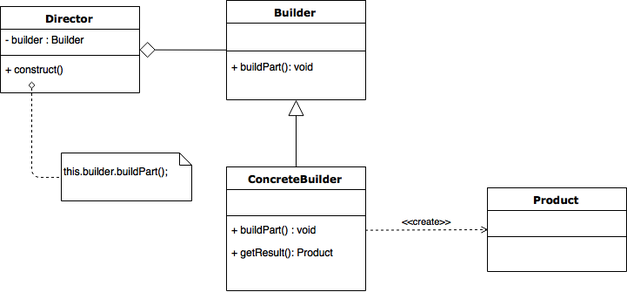 Director
- builder : Builder
+ construct()
Builder
+ buildPart(): void
this.builder.buildPart();
ConcreteBuilder
+ buildPart() : void
+ getResult(): Product
<<create>>
Product